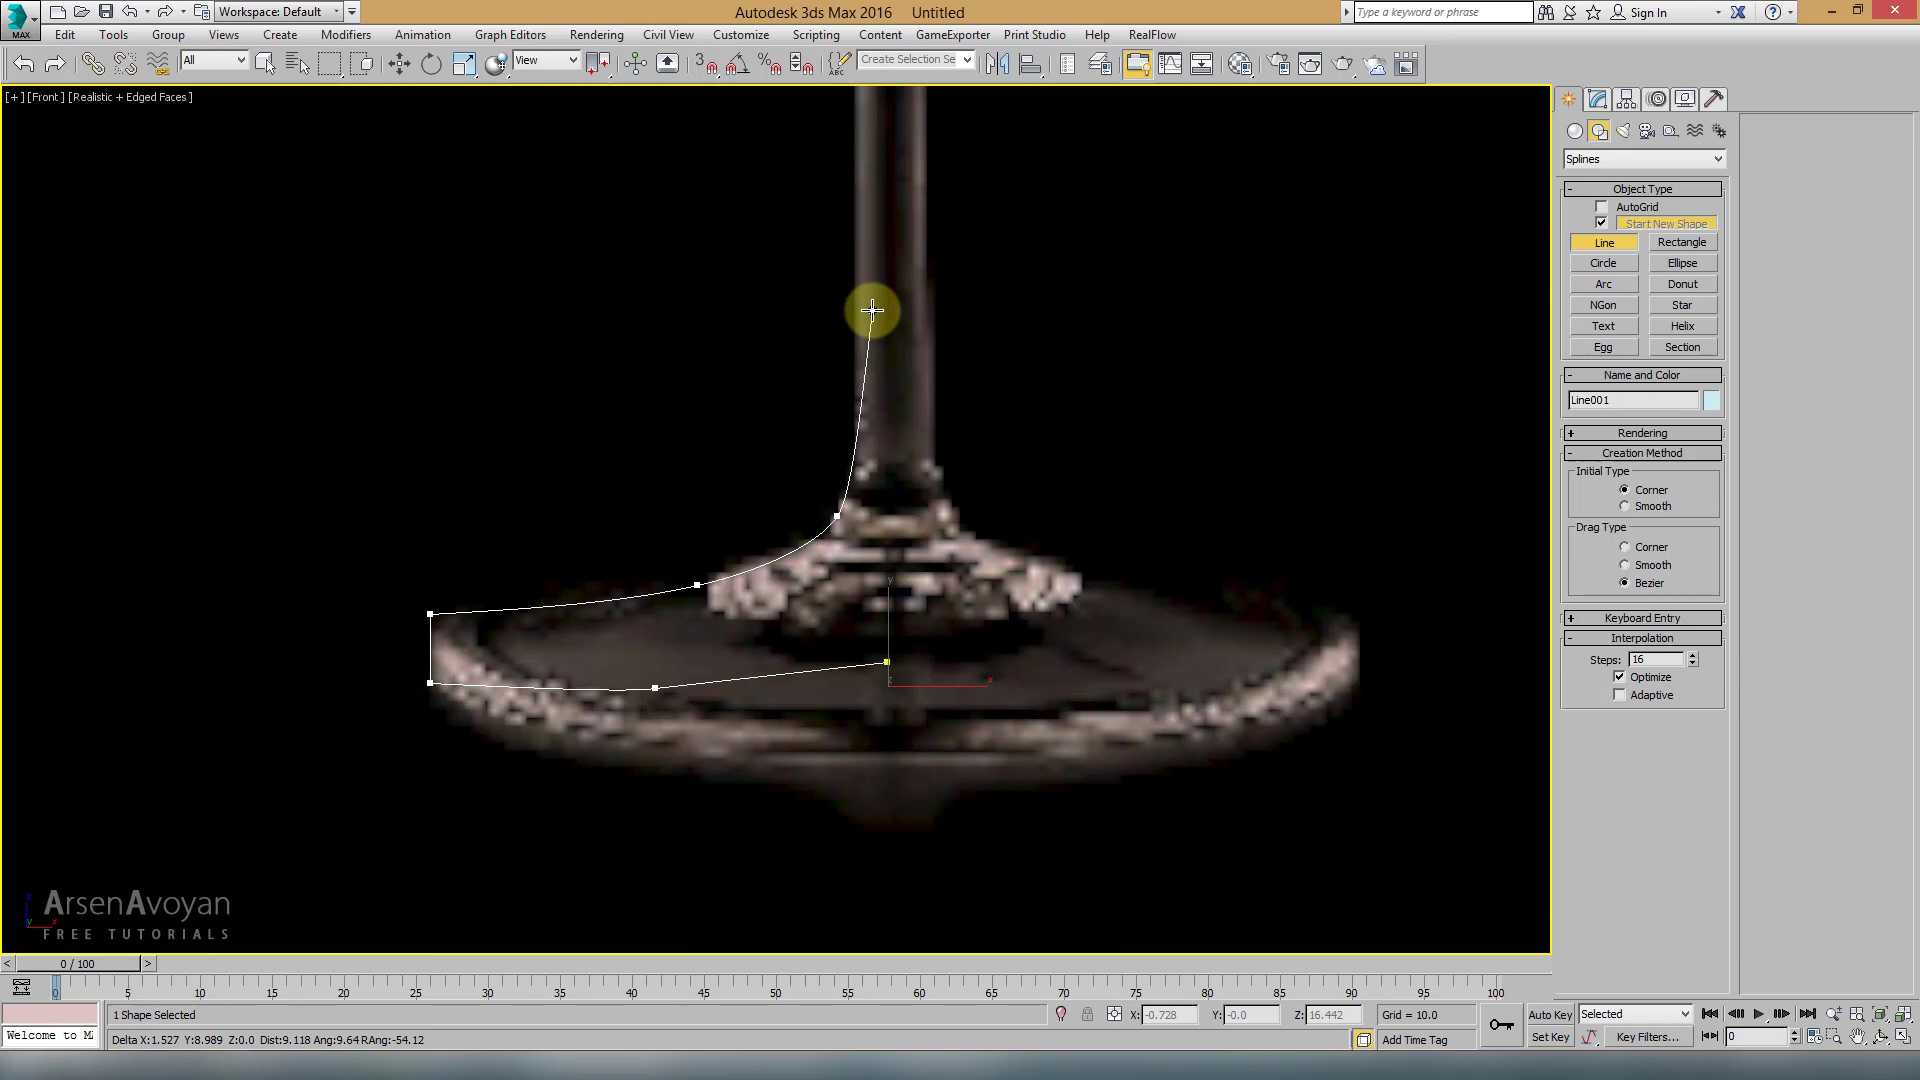 Workspace: Default
Autodesk 3ds Max 2016 Untitled
Type a keyword or phrase
Sign In
MAX
Edit Tools Group Views Create Modifiers Animation Graph Editors Rendering Civil View Customize Scripting Content GameExporter Print Studio Help RealFlow
All
View
3
ABC
Create Selection Se
[+] [Front] [Realistic + Edged Faces]
Splines
Object Type
AutoGrid
Start New Shape
Line Rectangle
Circle Ellipse
Arc Donut
NGon Star
Text Helix
Egg Section
Name and Color
Line001
Rendering
Creation Method
Initial Type
Corner
Smooth
Drag Type
Corner
Smooth
Bezier
Keyboard Entry
Interpolation
Steps: 16
Optimize
Adaptive
y
z
x
z
y
x
ArsenAvoyan
FREE TUTORIALS
< 0 / 100 >
0 5 10 15 20 25 30 35 40 45 50 55 60 65 70 75 80 85 90 95 100
1 Shape Selected
X: -0.728 Y: -0.0 Z: 16.442
Grid = 10.0
Auto Key Selected
Welcome to M
Delta X:1.527 Y:8.989 Z:0.0 Dist:9.118 Ang:9.64 RAng:-54.12
Add Time Tag
Set Key Key Filters...
0